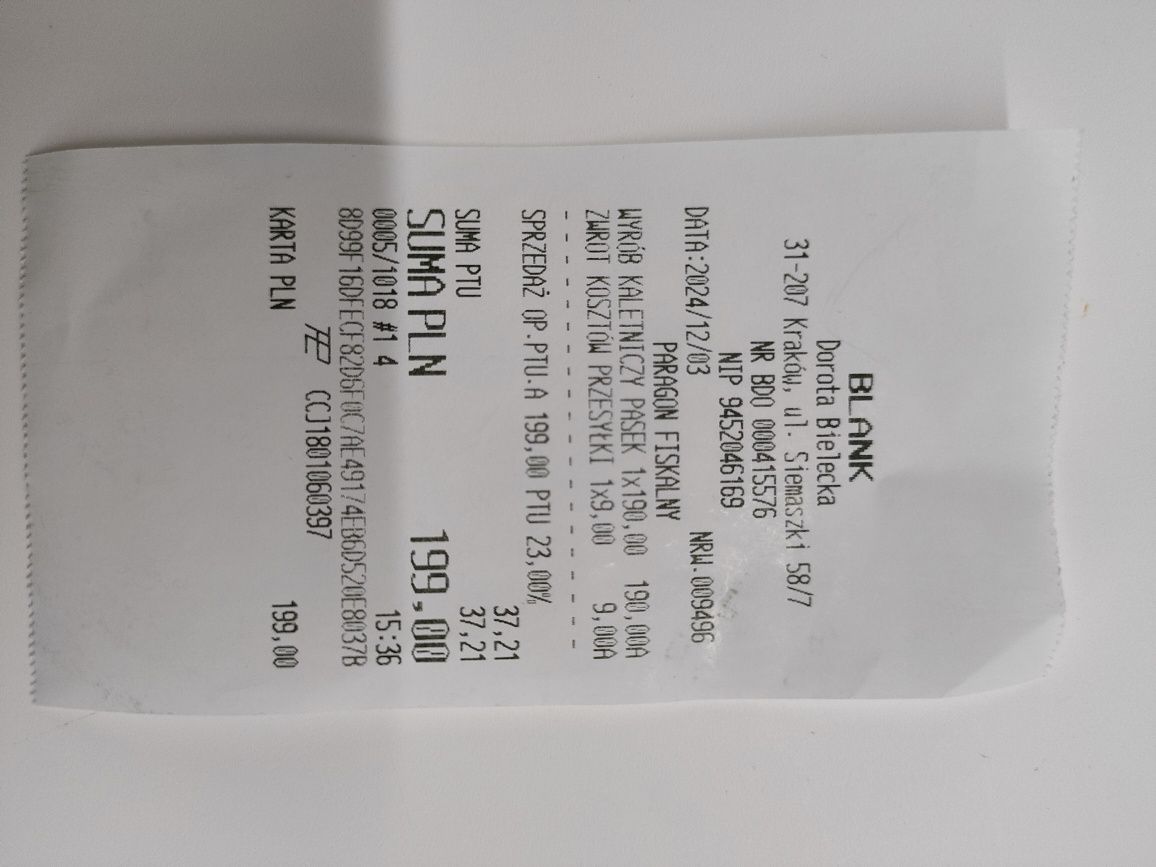 BLANK
Dorota Bielecka
31-207 Kraków, ul. Siemaszki 58/7
NR BDO 000415576
NIP 9452046169
DATA:2024/12/03 NRW.009496
PARAGON FISKALNY
WYRÓB KALETNICZY PASEK 1x190,00 190,00A
ZWROT KOSZTÓW PRZESYŁKI 1x9,00 9,00A
- - - - - - - - - - - - - - - - - - - -
SPRZEDAŻ OP.PTU.A 199,00 PTU 23,00%
37,21
SUMA PTU 37,21
SUMA PLN 199,00
0005/1018 #1 4 15:36
8D99F16DFECF82D6F0C7AE49174EB6D520E8037B
CCJ1801060397
KARTA PLN 199,00